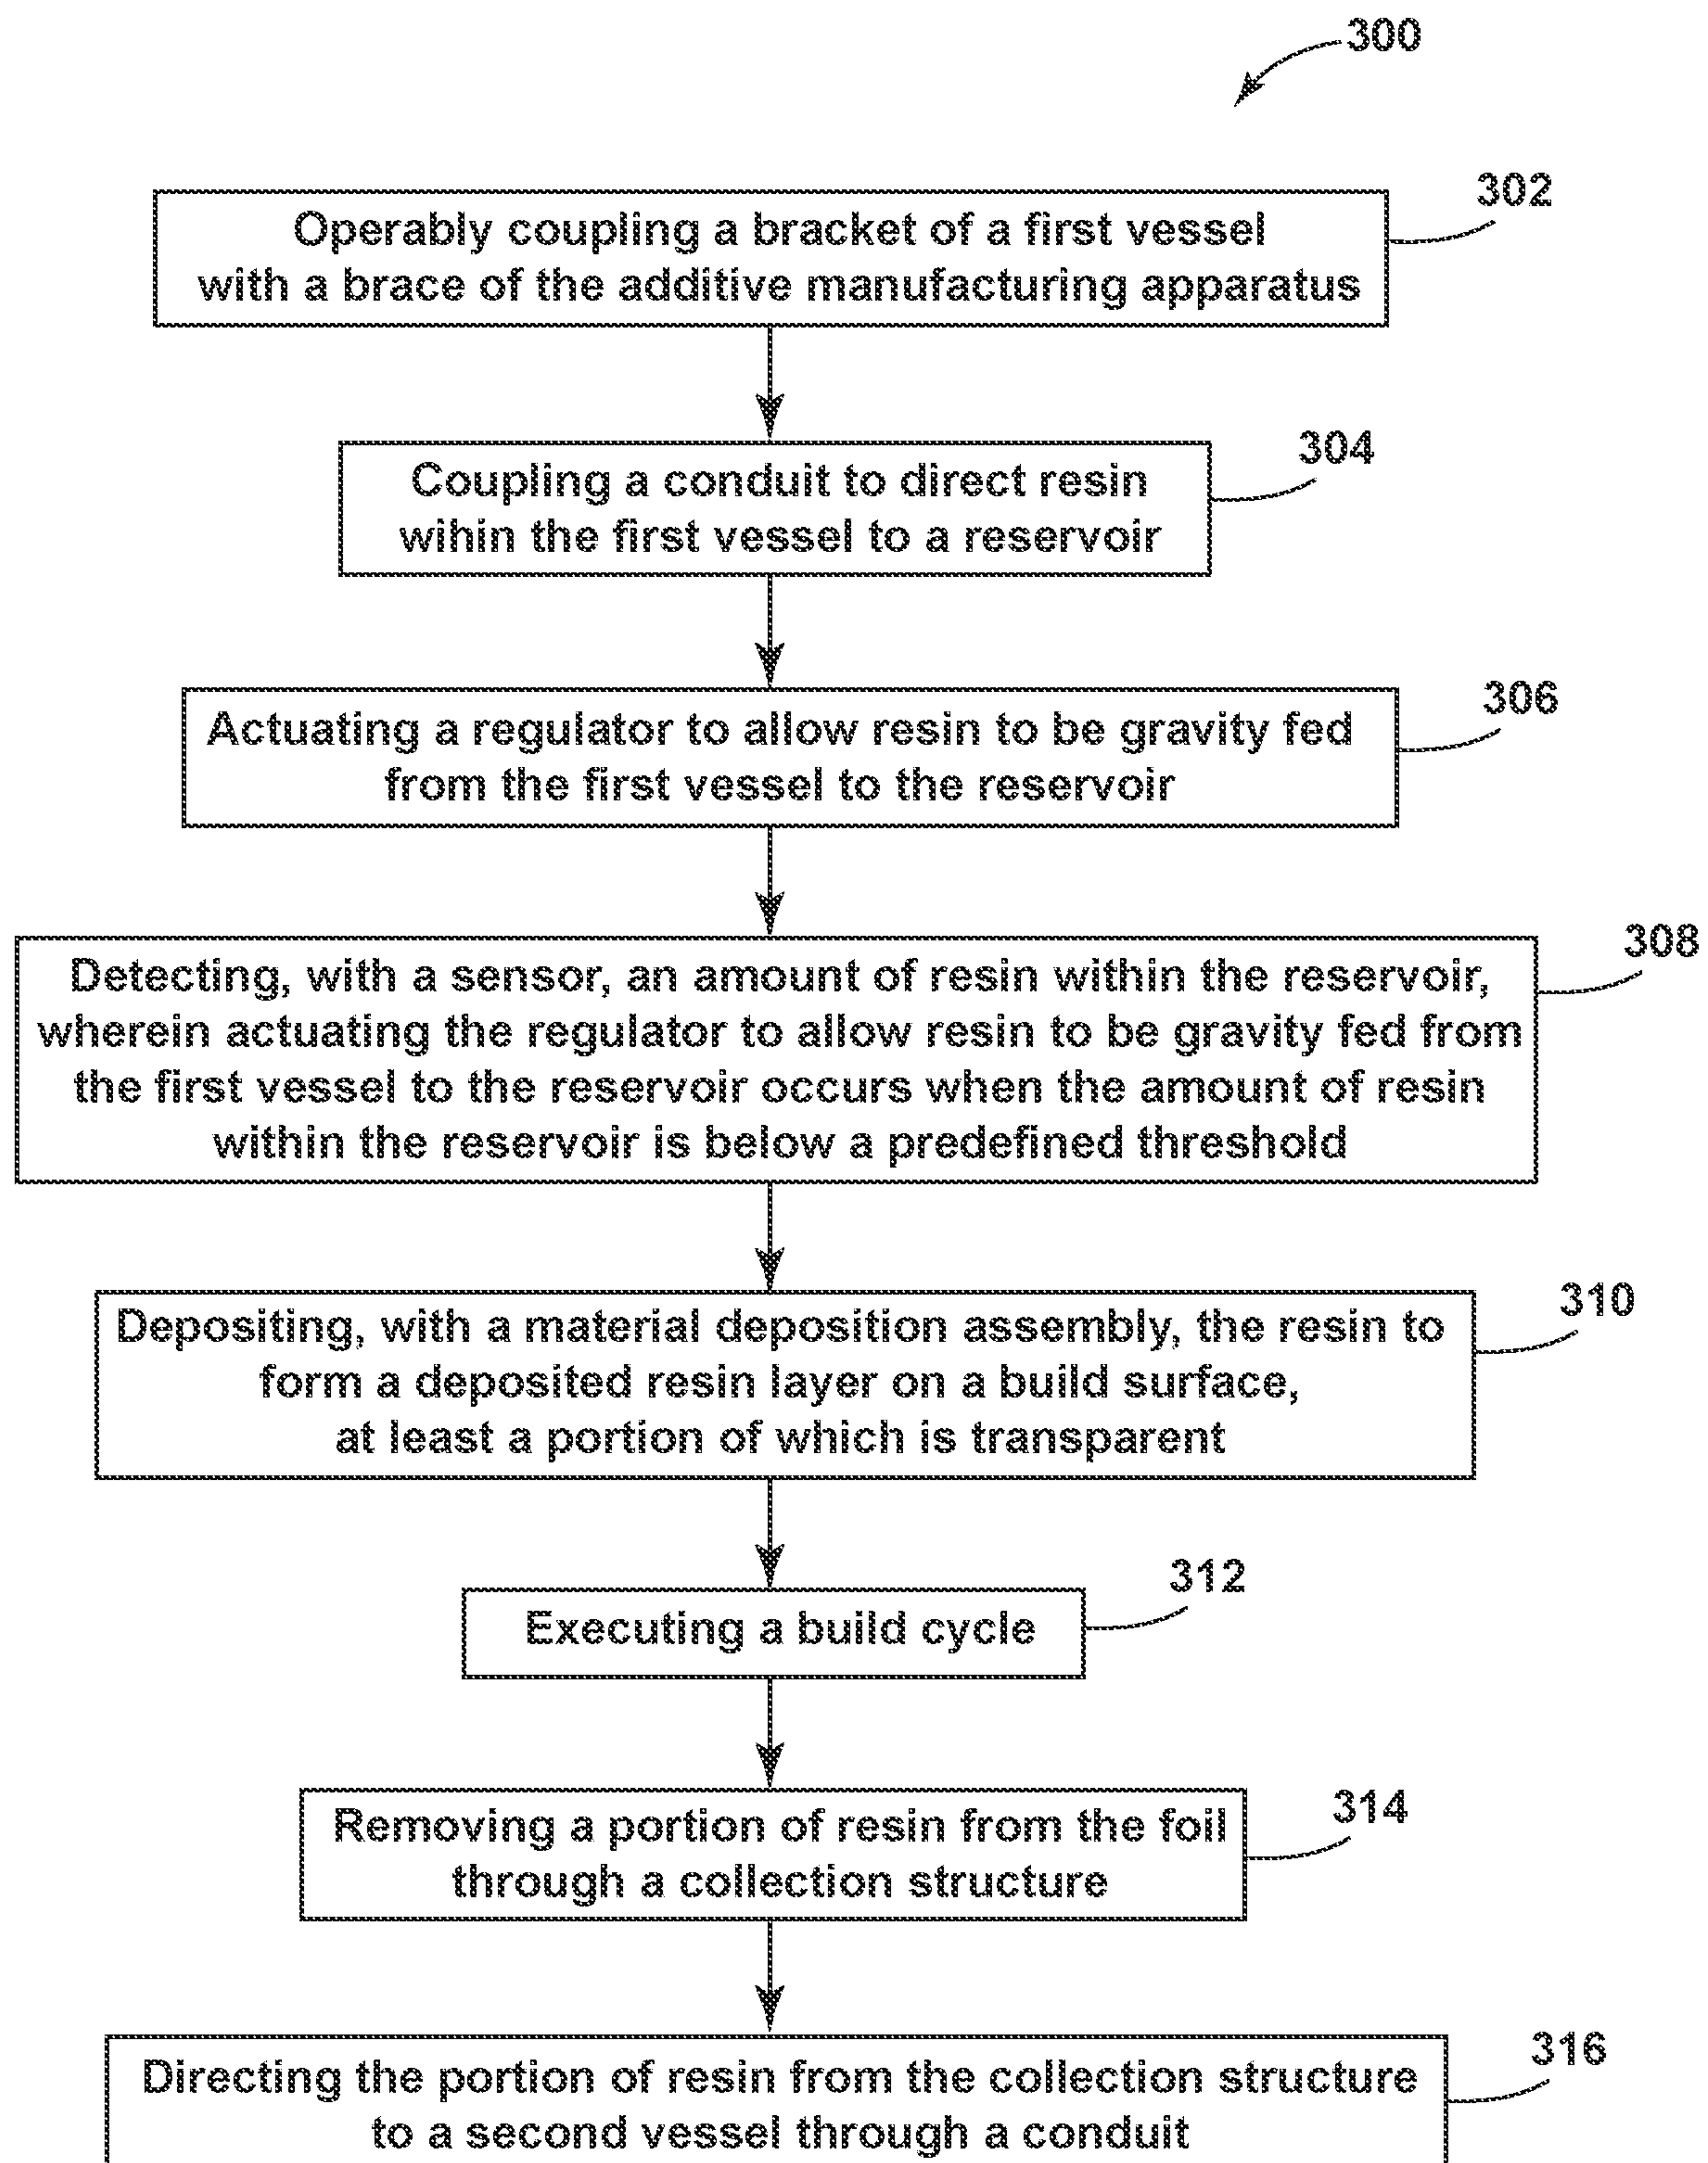 300
302
Operably coupling a bracket of a first vessel
with a brace of the additive manufacturing apparatus
304
Coupling a conduit to direct resin
wihin the first vessel to a reservoir
306
Actuating a regulator to allow resin to be gravity fed
from the first vessel to the reservoir
308
Detecting, with a sensor, an amount of resin within the reservoir,
wherein actuating the regulator to allow resin to be gravity fed from
the first vessel to the reservoir occurs when the amount of resin
within the reservoir is below a predefined threshold
310
Depositing, with a material deposition assembly, the resin to
form a deposited resin layer on a build surface,
at least a portion of which is transparent
312
Executing a build cycle
314
Removing a portion of resin from the foil
through a collection structure
316
Directing the portion of resin from the collection structure
to a second vessel through a conduit